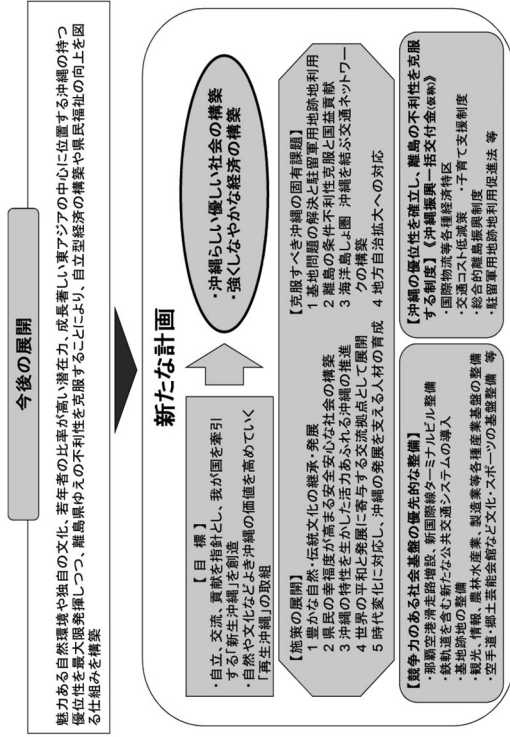 今後の展開
魅力ある自然環境や独自の文化、若年者の比率が高い潜在力、成長著しい東アジアの中心に位置する沖縄の持つ
優位性を最大限発揮しつつ、離島県ゆえの不利性を克服することにより、自立型経済の構築や県民福祉の向上を図
る仕組みを構築
新たな計画
【 目 標 】
・自立、交流、貢献を指針とし、我が国を牽引
する「新生沖縄」を創造
・自然や文化などよき沖縄の価値を高めていく
「再生沖縄」の取組
・沖縄らしい優しい社会の構築
・強くしなやかな経済の構築
【施策の展開】
1 豊かな自然・伝統文化の継承・発展
2 県民の幸福度が高まる安全安心な社会の構築
3 沖縄の特性を生かした活力あふれる沖縄の推進
4 世界の平和と発展に寄与する交流拠点として展開
5 時代変化に対応し、沖縄の発展を支える人材の育成
【克服すべき沖縄の固有課題】
1 基地問題の解決と駐留軍用地跡地利用
2 離島の条件不利性克服と国益貢献
3 海洋島しょ圏 沖縄を結ぶ交通ネットワー
クの構築
4 地方自治拡大への対応
【競争力のある社会基盤の優先的な整備】
・那覇空港滑走路増設、新国際線ターミナルビル整備
・鉄軌道を含む新たな公共交通システムの導入
・基地跡地の整備
・観光、情報、農林水産業、製造業等各種産業基盤の整備
・空手道・郷土芸能会館など文化・スポーツの基盤整備 等
【沖縄の優位性を確立し、離島の不利性を克服
する制度】《沖縄振興一括交付金(仮称)》
・国際物流等各種経済特区
・交通コスト低減策 ・子育て支援制度
・総合的離島振興制度
・駐留軍用地跡地利用促進法 等